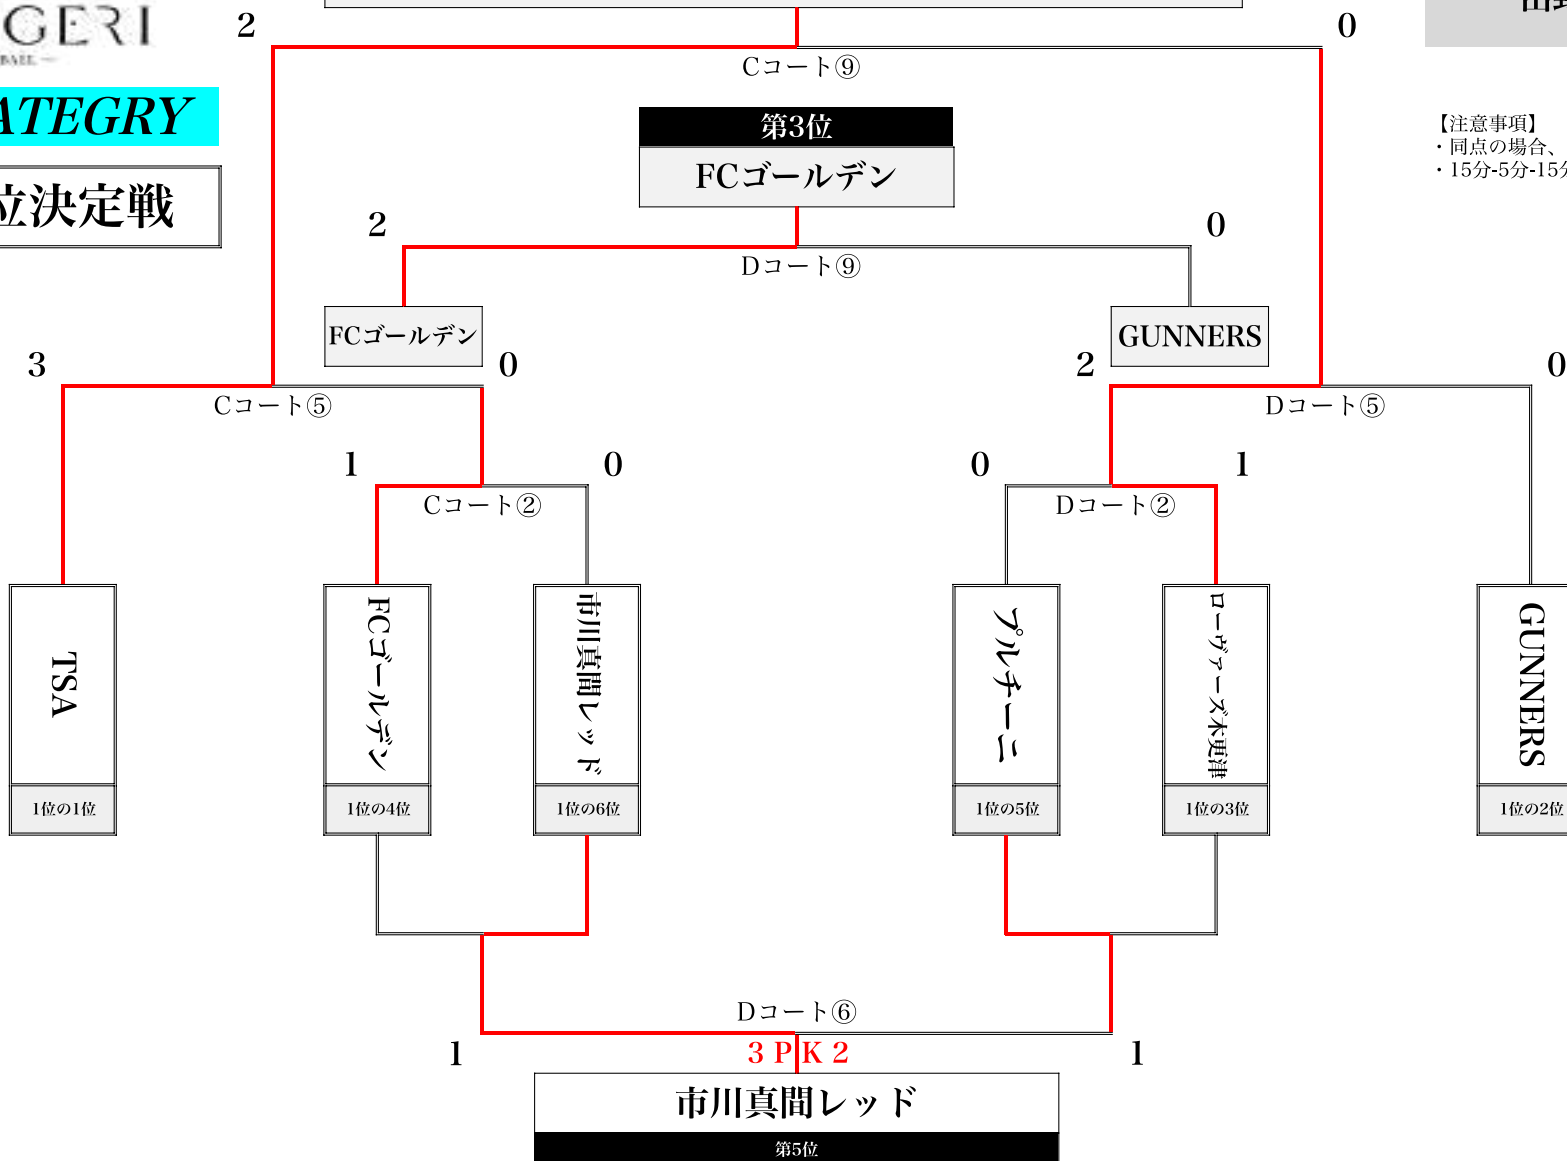 GERI
2
0
Cコート⑨
ATEGRY
第3位
FCゴールデン
【注意事項】
・同点の場合、
・15分-5分-15分
位決定戦
2
0
Dコート⑨
FCゴールデン
GUNNERS
3
0
2
0
Cコート⑤
Dコート⑤
1
0
0
1
Cコート②
Dコート②
TSA
FCゴールデン
市川真間レッド
プルチーニ
ローヴァーズ木更津
GUNNERS
1位の1位
1位の4位
1位の6位
1位の5位
1位の3位
1位の2位
Dコート⑥
1
3 P K 2
1
市川真間レッド
第5位